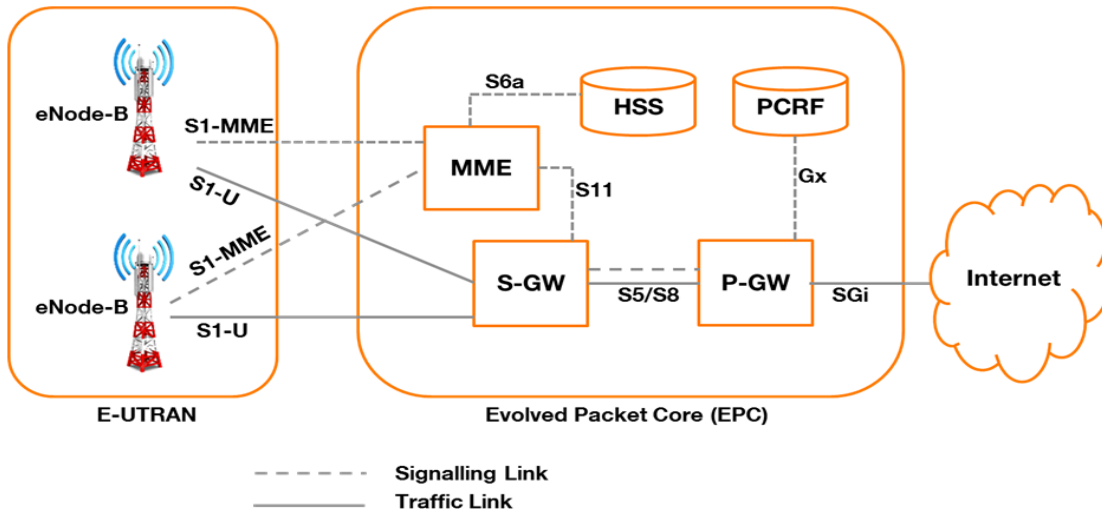 S6a
HSS
PCRF
eNode-B
S1-MME
MME
S11
Gx
S1-U
S1-MME
S-GW
P-GW
Internet
eNode-B
S5/S8
SGi
S1-U
E-UTRAN
Evolved Packet Core (EPC)
Signalling Link
Traffic Link